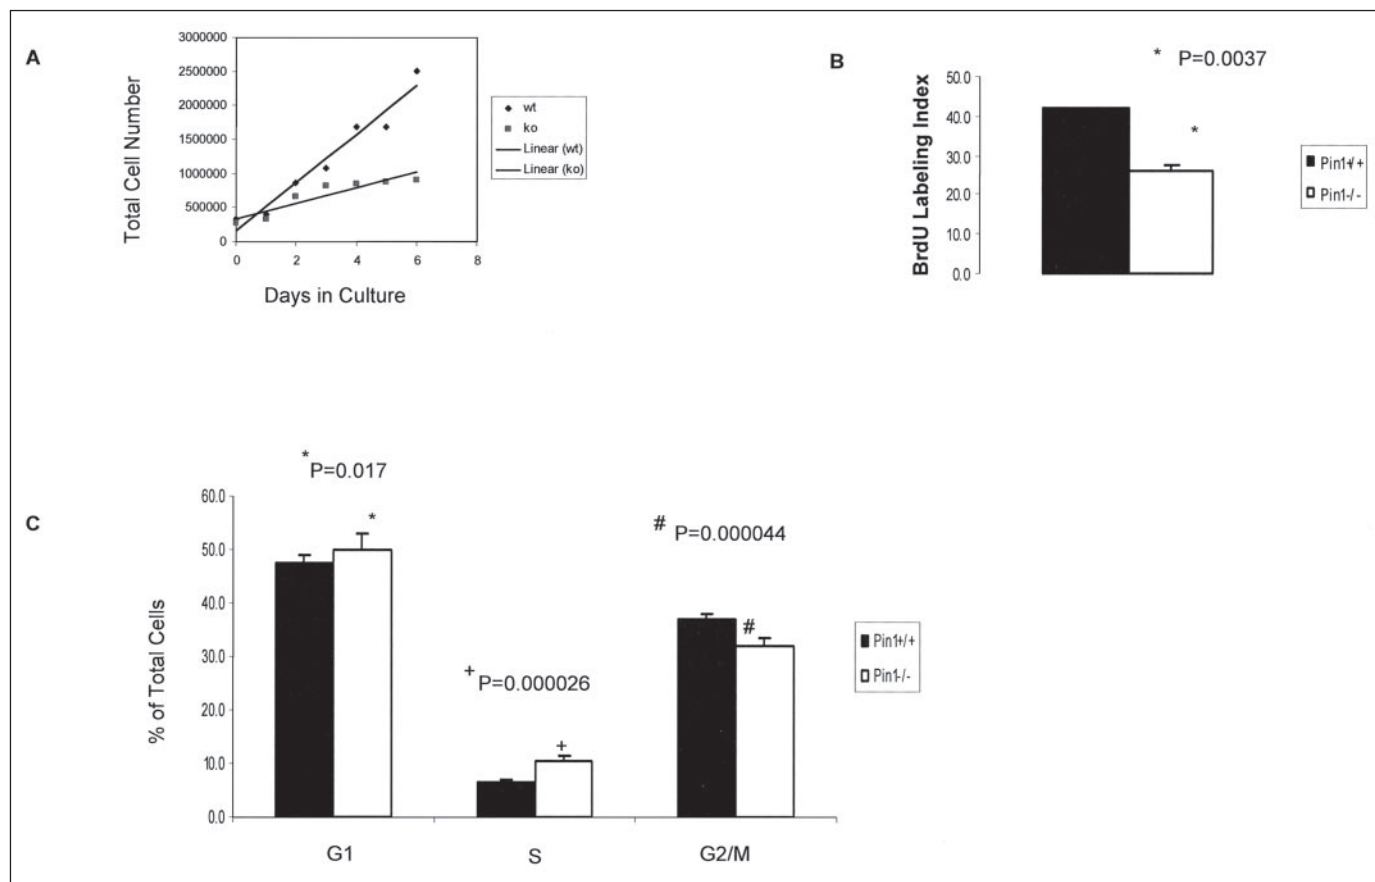 A
3000000
2500000
2000000
1500000
1000000
500000
0
0 2 4 6 8
Total Cell Number
Days in Culture
wt
ko
Linear (wt)
Linear (ko)
B
* P=0.0037
50.0
40.0
30.0
20.0
10.0
0.0
BrdU Labeling Index
*
Pin1+/+
Pin1-/-
C
* P=0.017
60.0
50.0
40.0
30.0
20.0
10.0
0.0
% of Total Cells
*
# P=0.000044
#
+ P=0.000026
+
G1 S G2/M
Pin1+/+
Pin1-/-